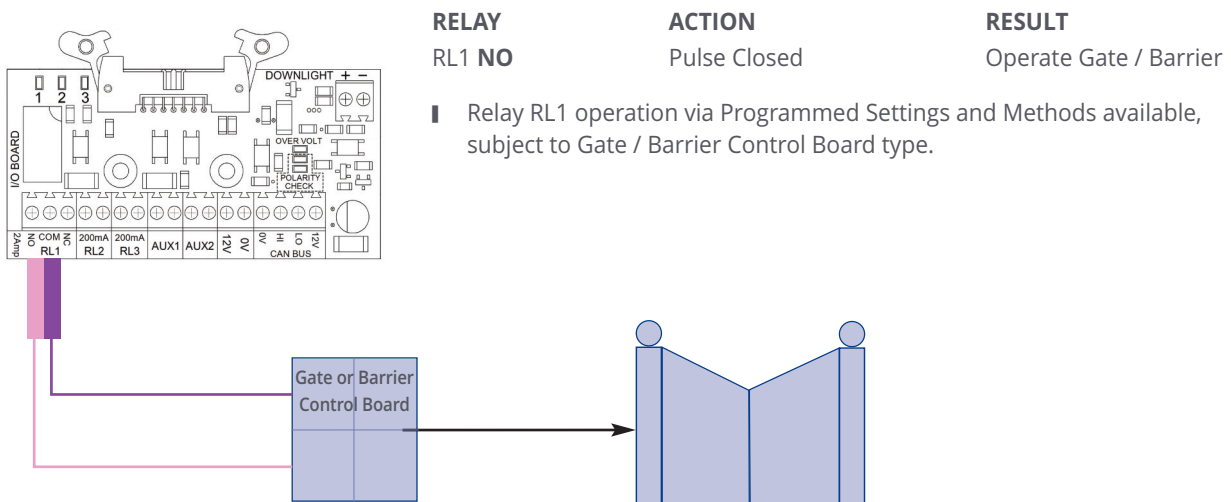 RELAY ACTION RESULT
RL1 NO Pulse Closed Operate Gate / Barrier
Relay RL1 operation via Programmed Settings and Methods available,
subject to Gate / Barrier Control Board type.
DOWNLIGHT + −
1 2 3
I/O BOARD
OVER VOLT
POLARITY
CHECK
2Amp NO COM NC 200mA 200mA AUX1 AUX2 12V 0V 0V HI LO 12V
RL1 RL2 RL3 CAN BUS
Gate or Barrier
Control Board